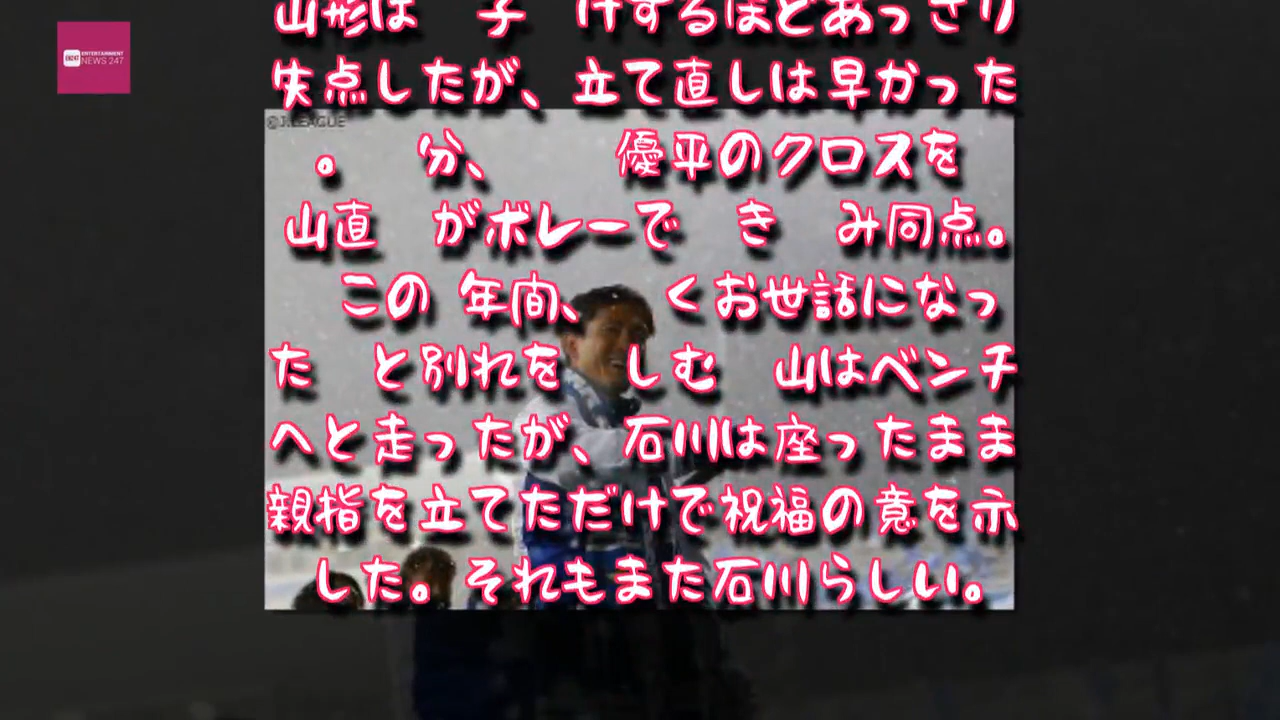 ENTERTAINMENT
NEWS 247
山形は 子 けするほどあっさり
失点したが、立て直しは早かった
©J.LEAGUE
。 分、 優平のクロスを
山直 がボレーで き み同点。
この 年間、 くお世話になっ
た と別れを しむ 山はベンチ
へと走ったが、石川は座ったまま
親指を立てただけで祝福の意を示
した。それもまた石川らしい。